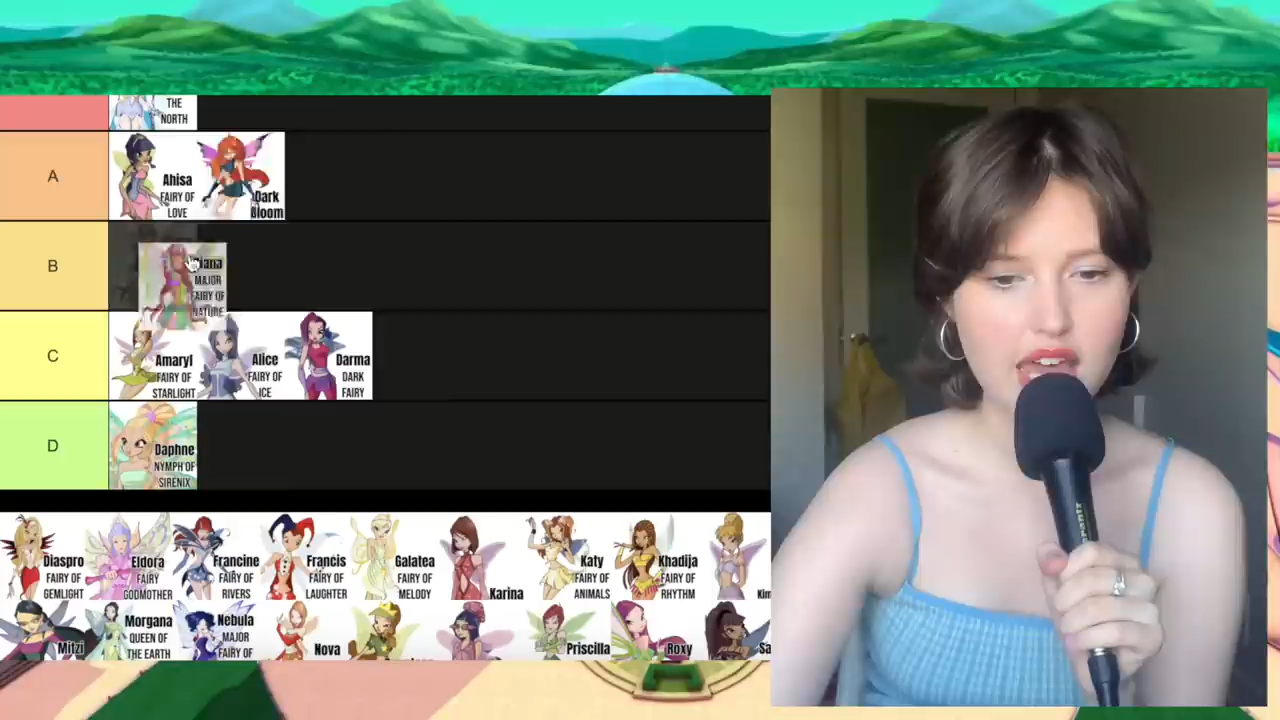 THE
NORTH
A
Ahisa
FAIRY OF
LOVE
Dark
Bloom
B
MAJOR
FAIRY OF
NATURE
C
Amaryl
FAIRY OF
STARLIGHT
Alice
FAIRY OF
ICE
Darma
DARK
FAIRY
D
Daphne
NYMPH OF
SIRENIX
Diaspro
FAIRY OF
GEMLIGHT
Eldora
FAIRY
GODMOTHER
Francine
FAIRY OF
RIVERS
Francis
FAIRY OF
LAUGHTER
Galatea
FAIRY OF
MELODY
Karina
Katy
FAIRY OF
ANIMALS
Khadija
FAIRY OF
RHYTHM
Mitzi
Morgana
QUEEN OF
THE EARTH
Nebula
MAJOR
FAIRY OF
Nova
Priscilla
Roxy